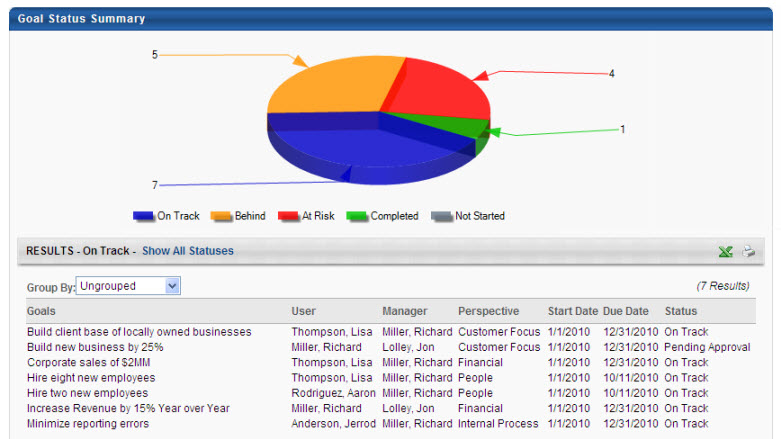 Goal Status Summary
5
4
1
7
On Track Behind At Risk Completed Not Started
RESULTS - On Track - Show All Statuses
Group By: Ungrouped (7 Results)
Goals User Manager Perspective Start Date Due Date Status
Build client base of locally owned businesses Thompson, Lisa Miller, Richard Customer Focus 1/1/2010 12/31/2010 On Track
Build new business by 25% Miller, Richard Lolley, Jon Customer Focus 1/1/2010 12/31/2010 Pending Approval
Corporate sales of $2MM Thompson, Lisa Miller, Richard Financial 1/1/2010 12/31/2010 On Track
Hire eight new employees Thompson, Lisa Miller, Richard People 1/1/2010 10/11/2010 On Track
Hire two new employees Rodriguez, Aaron Miller, Richard People 1/1/2010 10/11/2010 On Track
Increase Revenue by 15% Year over Year Miller, Richard Lolley, Jon Financial 1/1/2010 12/31/2010 On Track
Minimize reporting errors Anderson, Jerrod Miller, Richard Internal Process 1/1/2010 12/31/2010 On Track